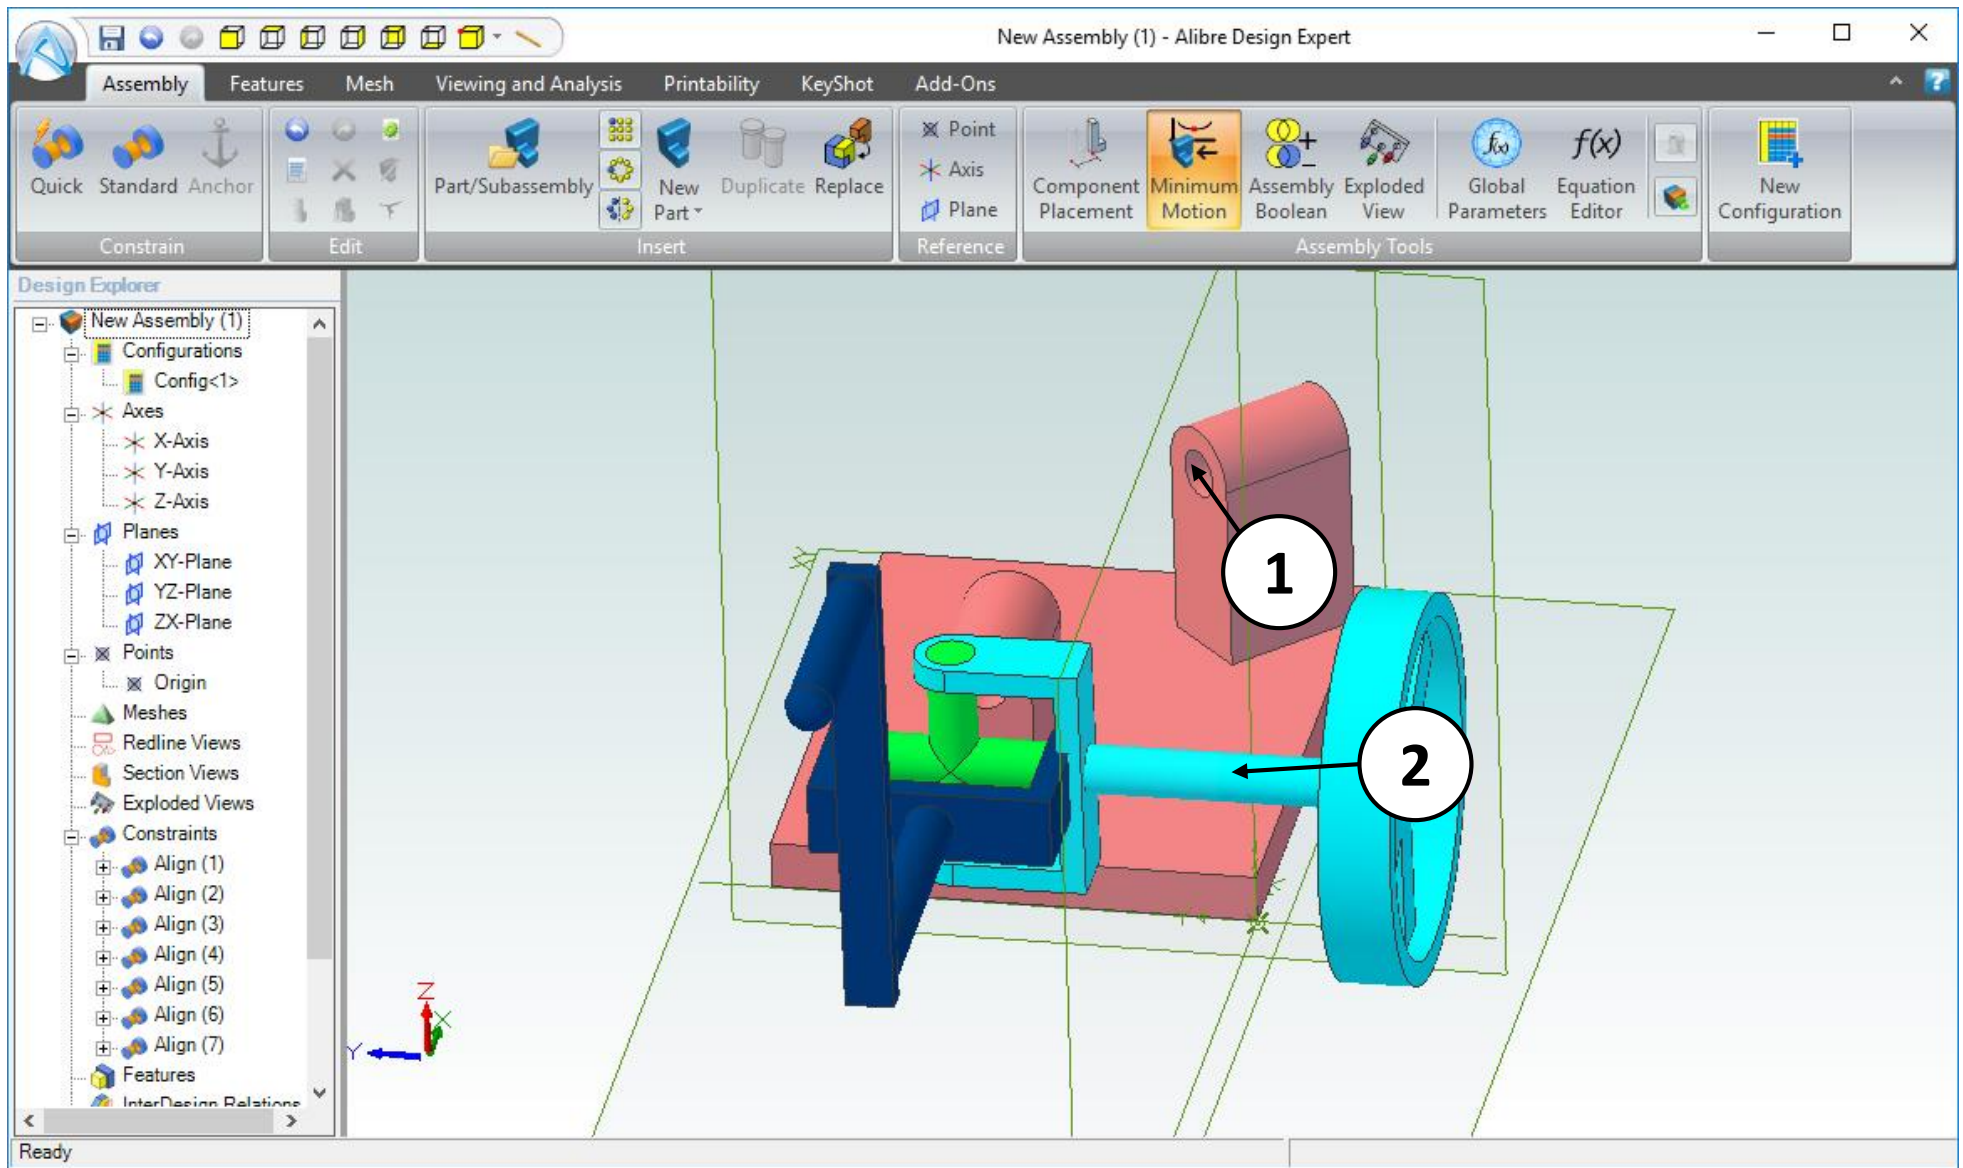 New Assembly (1) - Alibre Design Expert
Assembly Features Mesh Viewing and Analysis Printability KeyShot Add-Ons
Quick Standard Anchor
Constrain
Edit
Part/Subassembly New Part Duplicate Replace
Insert
Point
Axis
Plane
Reference
Component Placement Minimum Motion Assembly Boolean Exploded View Global Parameters f(x) Equation Editor
Assembly Tools
New Configuration
Design Explorer
New Assembly (1)
Configurations
Config<1>
Axes
X-Axis
Y-Axis
Z-Axis
Planes
XY-Plane
YZ-Plane
ZX-Plane
Points
Origin
Meshes
Redline Views
Section Views
Exploded Views
Constraints
Align (1)
Align (2)
Align (3)
Align (4)
Align (5)
Align (6)
Align (7)
Features
InterDesign Relations
1
2
Z
X
Y
Ready